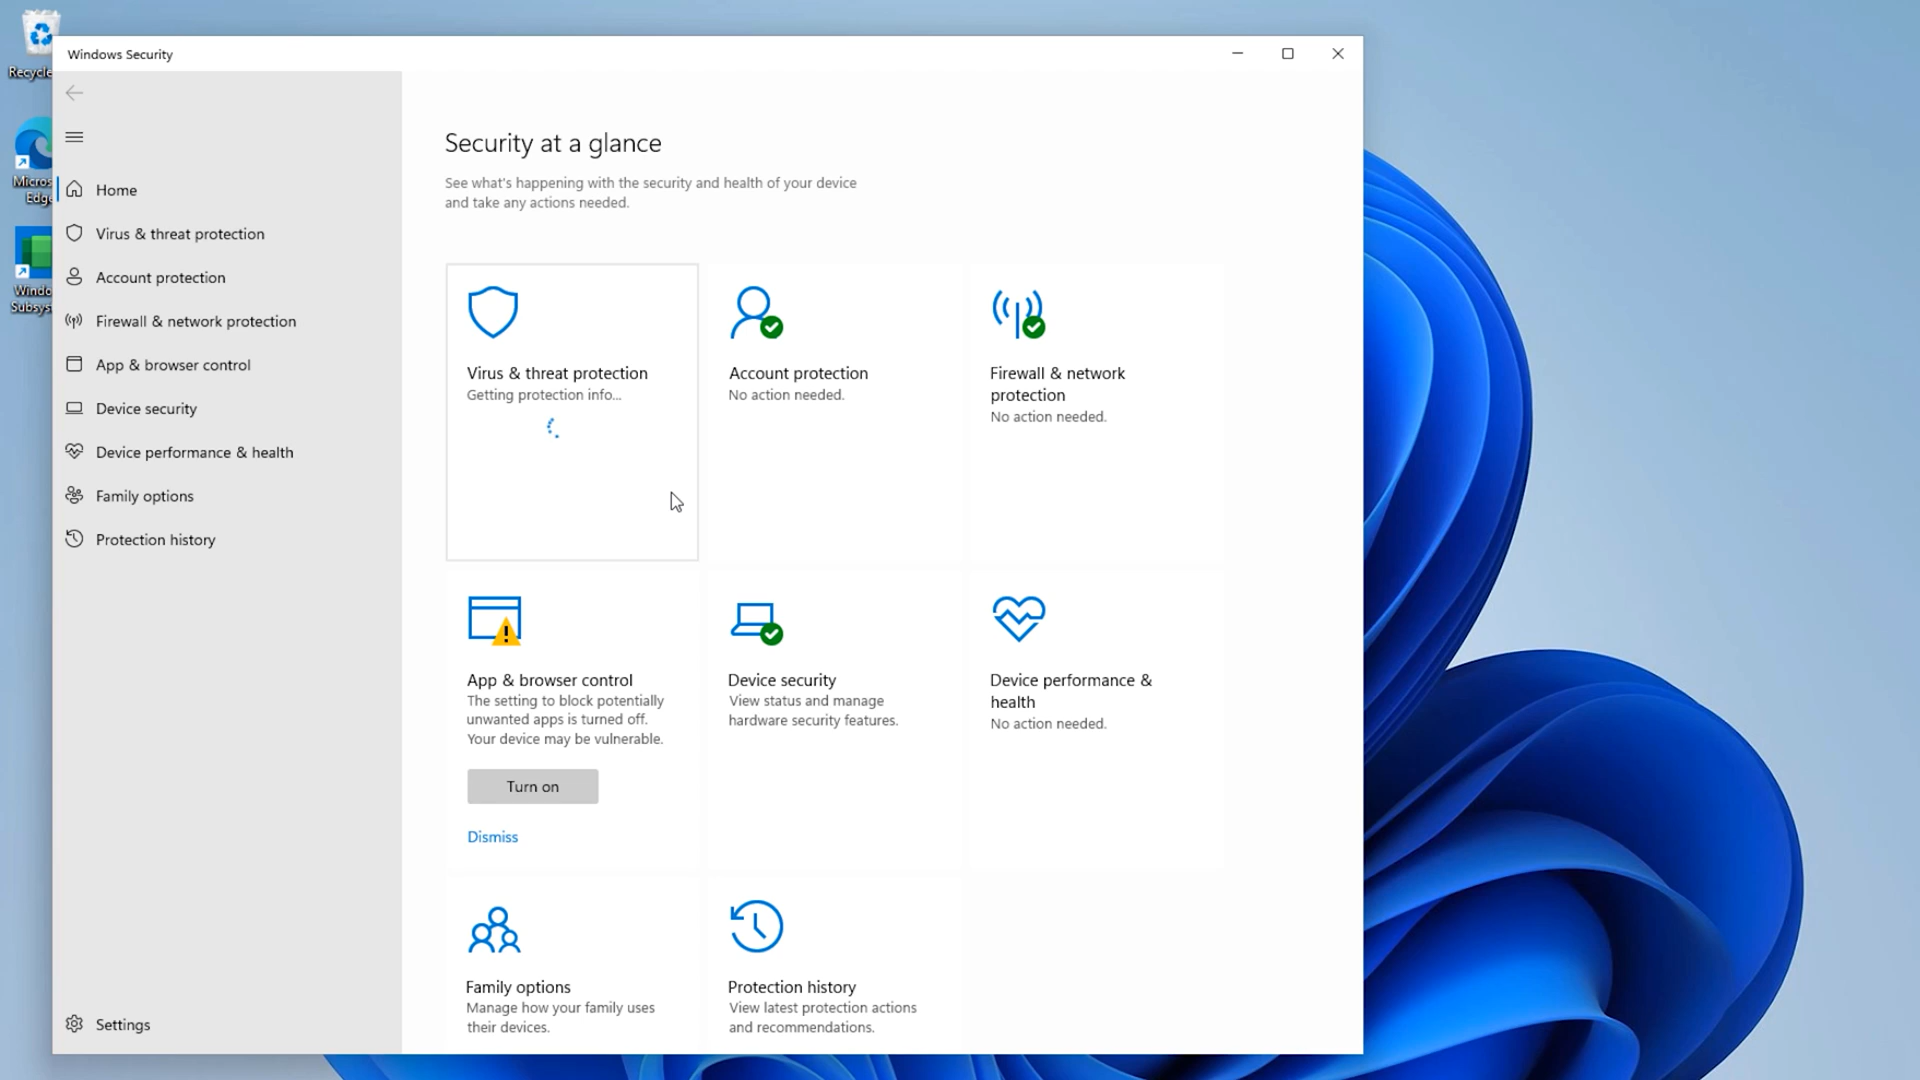 Windows Security
Recycle
Micros
Edge
Windo
Subsys
Home
Virus & threat protection
Account protection
Firewall & network protection
App & browser control
Device security
Device performance & health
Family options
Protection history
Settings
Security at a glance
See what's happening with the security and health of your device
and take any actions needed.
Virus & threat protection
Getting protection info...
Account protection
No action needed.
Firewall & network
protection
No action needed.
App & browser control
The setting to block potentially
unwanted apps is turned off.
Your device may be vulnerable.
Turn on
Dismiss
Device security
View status and manage
hardware security features.
Device performance &
health
No action needed.
Family options
Manage how your family uses
their devices.
Protection history
View latest protection actions
and recommendations.